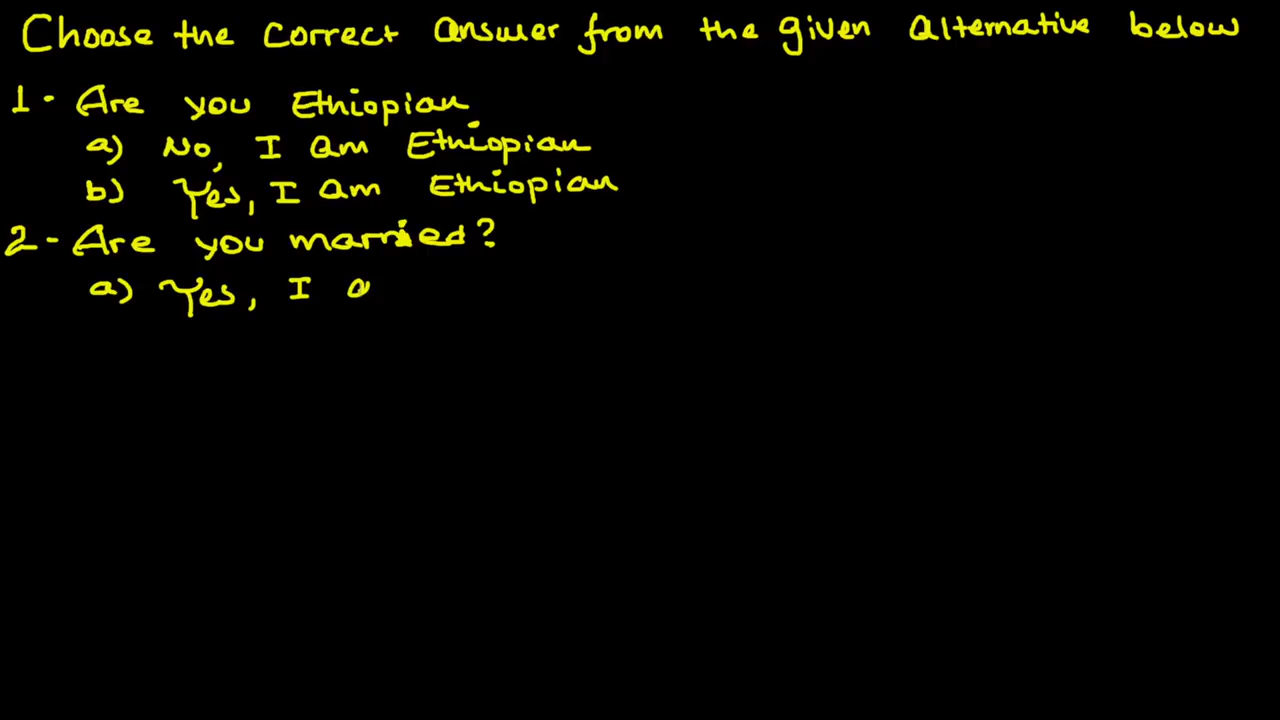 Choose the correct answer from the given alternative below
1- Are you Ethiopian
a) No, I am Ethiopian
b) Yes, I am Ethiopian
2- Are you married?
a) Yes, I a